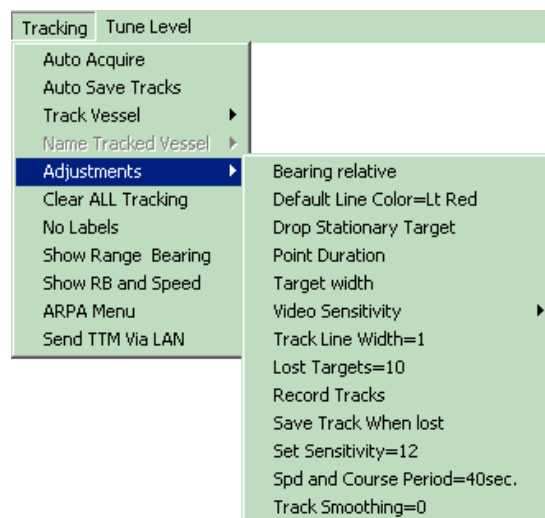 Tracking Tune Level
Auto Acquire
Auto Save Tracks
Track Vessel
Name Tracked Vessel
Adjustments
Clear ALL Tracking
No Labels
Show Range Bearing
Show RB and Speed
ARPA Menu
Send TTM Via LAN
Bearing relative
Default Line Color=Lt Red
Drop Stationary Target
Point Duration
Target width
Video Sensitivity
Track Line Width=1
Lost Targets=10
Record Tracks
Save Track When lost
Set Sensitivity=12
Spd and Course Period=40sec.
Track Smoothing=0